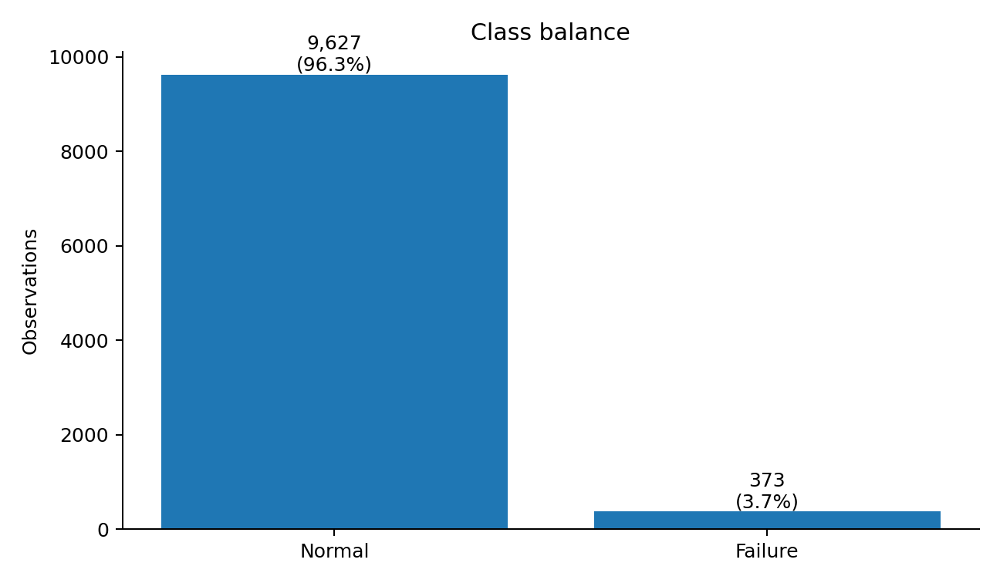 Class balance
9,627
(96.3%)
10000
8000
6000
4000
2000
0
Observations
373
(3.7%)
Normal
Failure